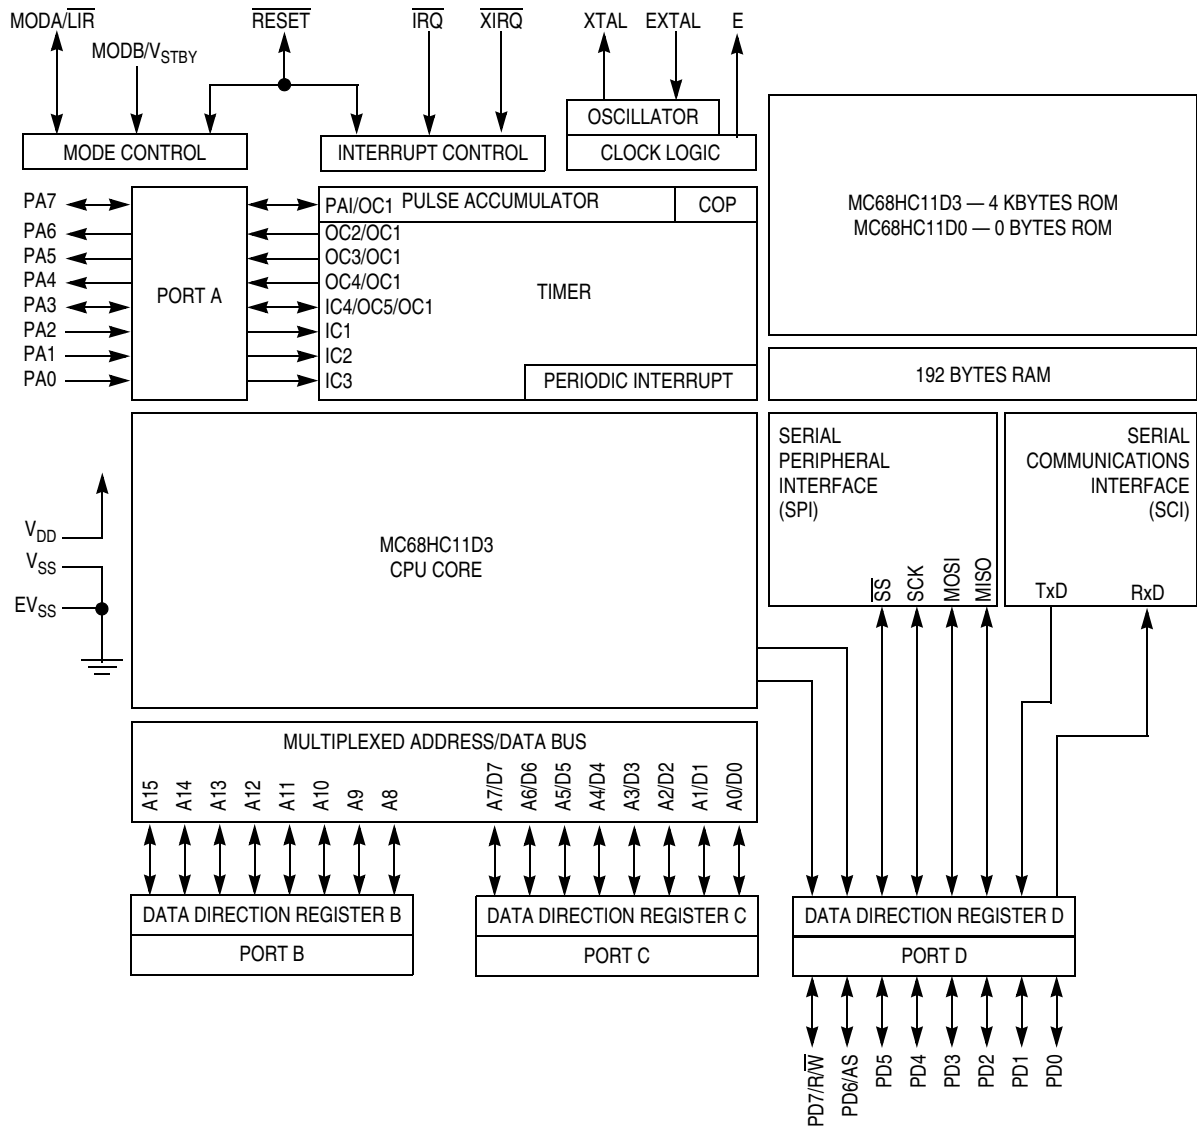 MODA/LIR
MODB/VSTBY
RESET
IRQ
XIRQ
XTAL
EXTAL
E
MODE CONTROL
INTERRUPT CONTROL
OSCILLATOR
CLOCK LOGIC
MC68HC11D3 — 4 KBYTES ROM
MC68HC11D0 — 0 BYTES ROM
192 BYTES RAM
PA7
PA6
PA5
PA4
PA3
PA2
PA1
PA0
PORT A
PAI/OC1
PULSE ACCUMULATOR
COP
OC2/OC1
OC3/OC1
OC4/OC1
IC4/OC5/OC1
IC1
IC2
IC3
TIMER
PERIODIC INTERRUPT
VDD
VSS
EVSS
MC68HC11D3
CPU CORE
SERIAL
PERIPHERAL
INTERFACE
(SPI)
SS
SCK
MOSI
MISO
SERIAL
COMMUNICATIONS
INTERFACE
(SCI)
TxD
RxD
MULTIPLEXED ADDRESS/DATA BUS
A15
A14
A13
A12
A11
A10
A9
A8
A7/D7
A6/D6
A5/D5
A4/D4
A3/D3
A2/D2
A1/D1
A0/D0
DATA DIRECTION REGISTER B
PORT B
DATA DIRECTION REGISTER C
PORT C
DATA DIRECTION REGISTER D
PORT D
PD7/R/W
PD6/AS
PD5
PD4
PD3
PD2
PD1
PD0